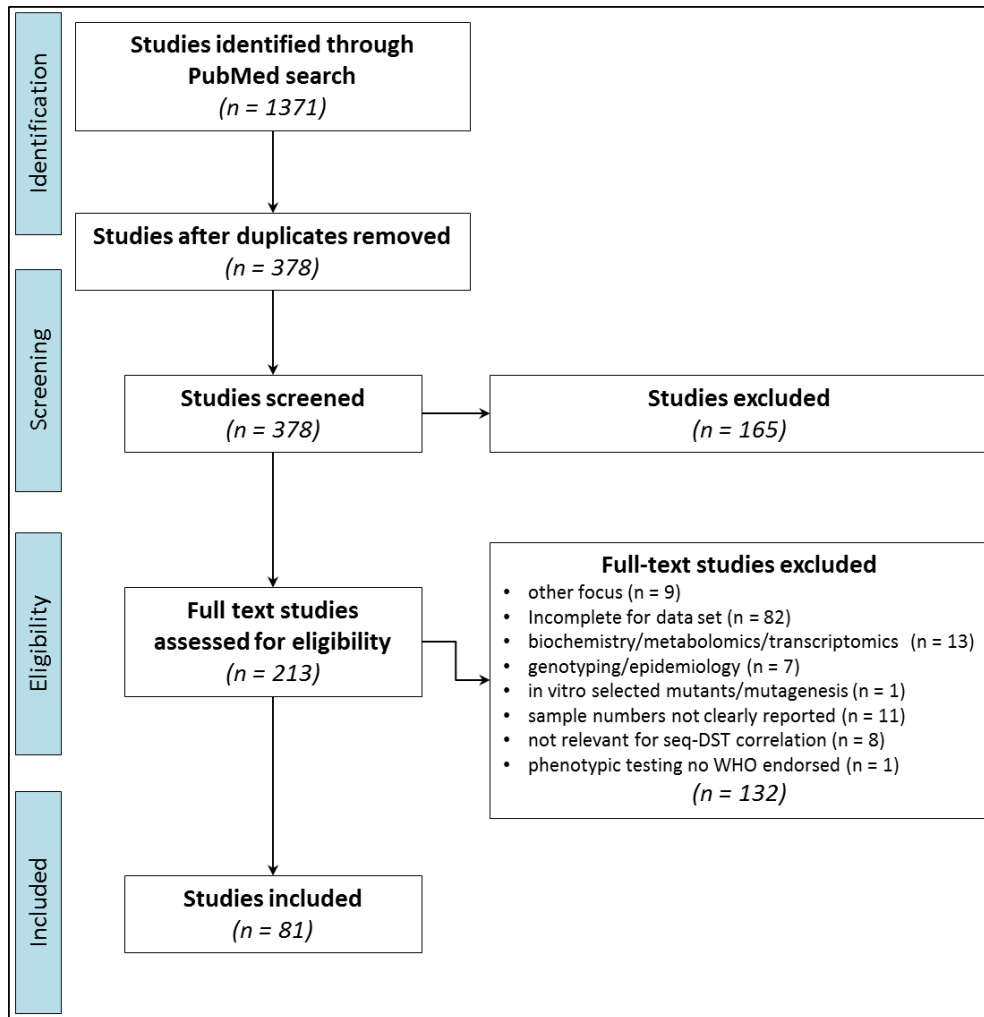 Identification
Studies identified through
PubMed search
(n = 1371)
Studies after duplicates removed
(n = 378)
Screening
Studies screened
(n = 378)
Studies excluded
(n = 165)
Eligibility
Full text studies
assessed for eligibility
(n = 213)
Full-text studies excluded
• other focus (n = 9)
• Incomplete for data set (n = 82)
• biochemistry/metabolomics/transcriptomics (n = 13)
• genotyping/epidemiology (n = 7)
• in vitro selected mutants/mutagenesis (n = 1)
• sample numbers not clearly reported (n = 11)
• not relevant for seq-DST correlation (n = 8)
• phenotypic testing no WHO endorsed (n = 1)
(n = 132)
Included
Studies included
(n = 81)